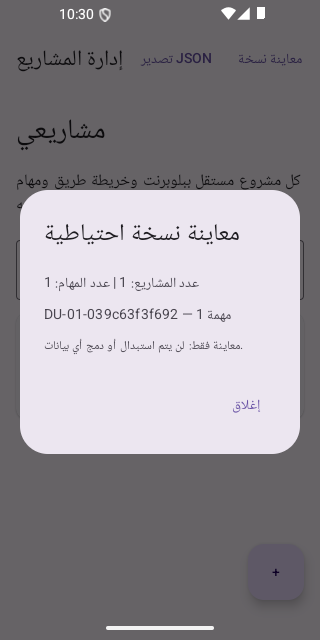 10:30
إدارة المشاريع
تصدير JSON
معاينة نسخة
مشاريعي
كل مشروع مستقل ببلوبرنت وخريطة طريق ومهام
معاينة نسخة احتياطية
عدد المشاريع: 1 | عدد المهام: 1
DU-01-039c63f3f692 — 1 مهمة
معاينة فقط: لن يتم استبدال أو دمج أي بيانات.
إغلاق
+